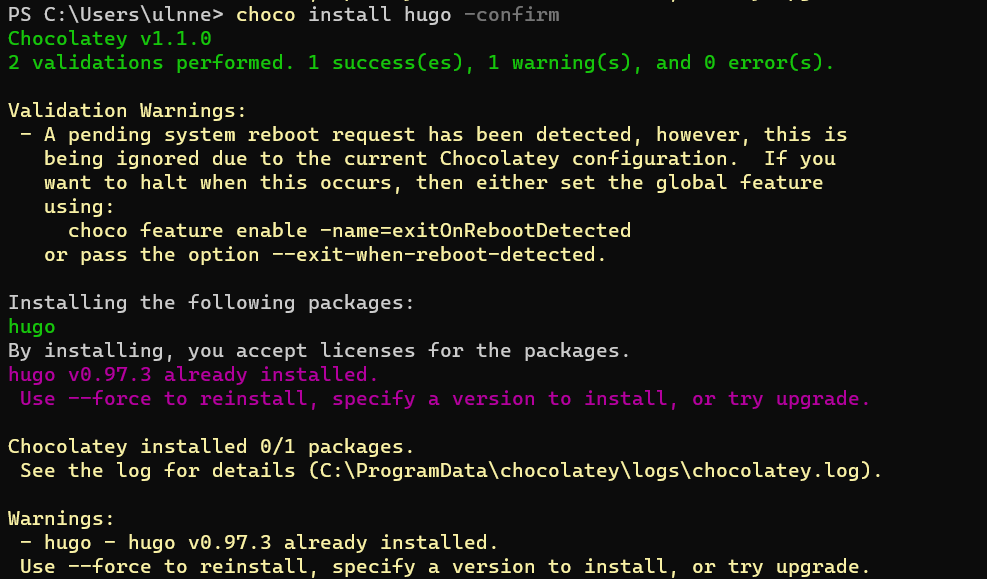 PS C:\Users\ulnne> choco install hugo -confirm
Chocolatey v1.1.0
2 validations performed. 1 success(es), 1 warning(s), and 0 error(s).
Validation Warnings:
- A pending system reboot request has been detected, however, this is
being ignored due to the current Chocolatey configuration.  If you
want to halt when this occurs, then either set the global feature
using:
choco feature enable -name=exitOnRebootDetected
or pass the option --exit-when-reboot-detected.
Installing the following packages:
hugo
By installing, you accept licenses for the packages.
hugo v0.97.3 already installed.
Use --force to reinstall, specify a version to install, or try upgrade.
Chocolatey installed 0/1 packages.
See the log for details (C:\ProgramData\chocolatey\logs\chocolatey.log).
Warnings:
- hugo - hugo v0.97.3 already installed.
Use --force to reinstall, specify a version to install, or try upgrade.